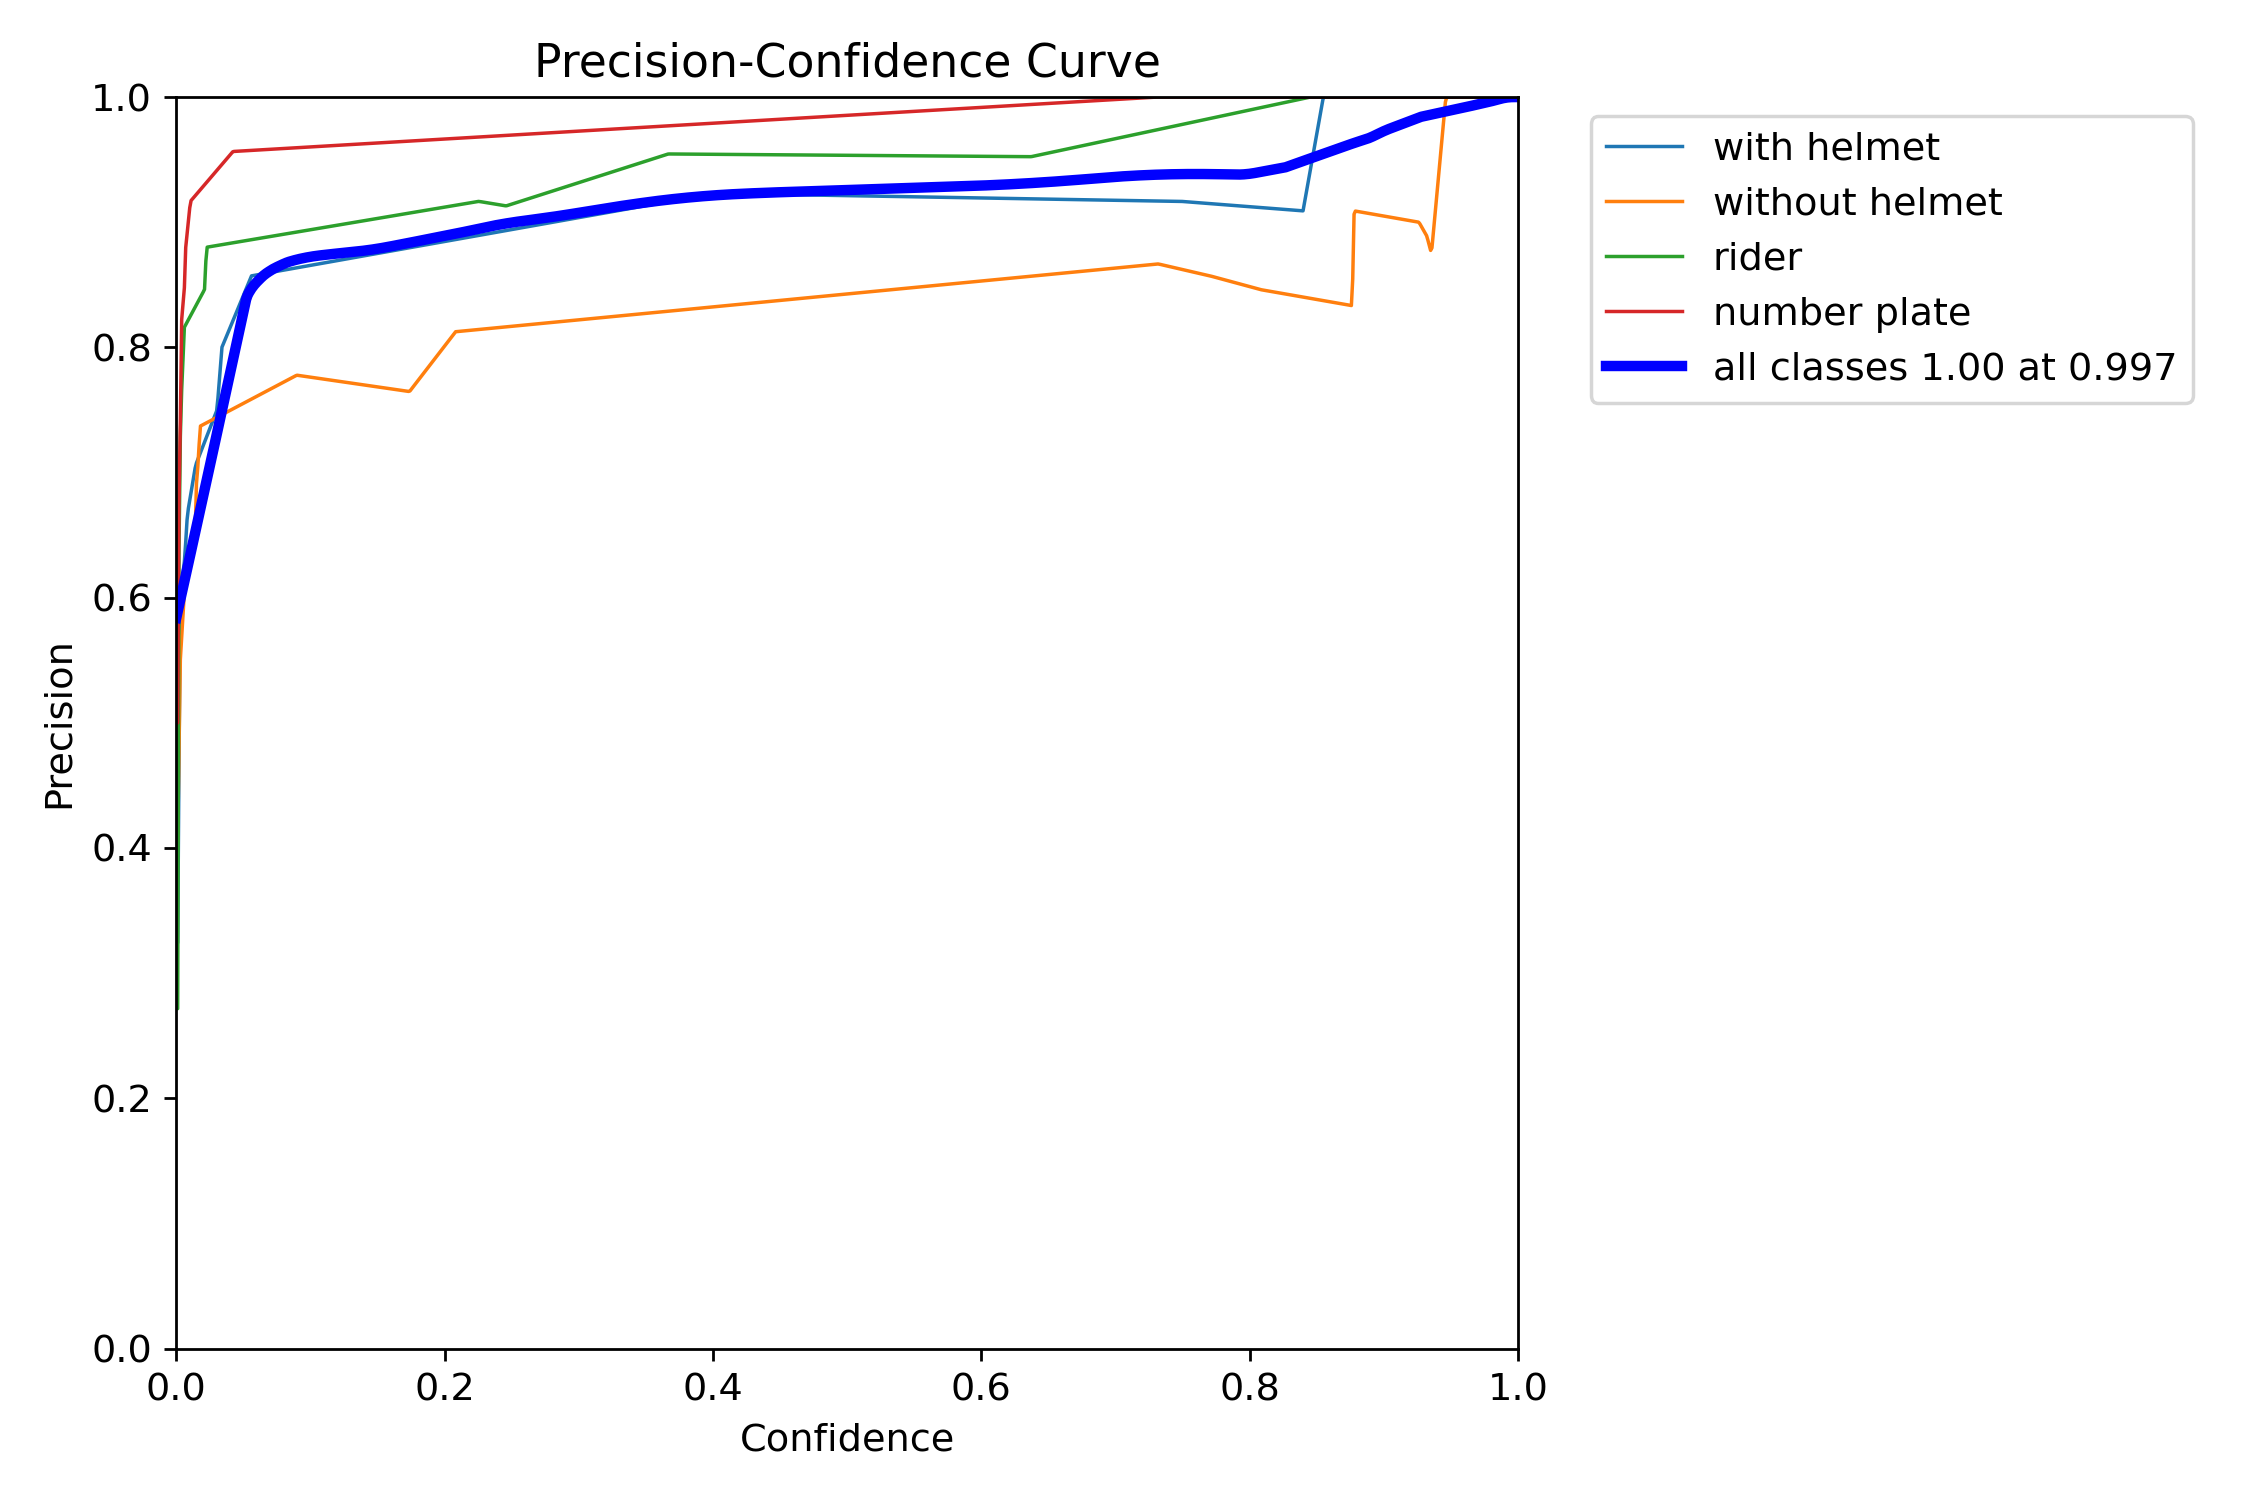 Precision-Confidence Curve
1.0
0.8
0.6
0.4
0.2
0.0
Precision
0.0 0.2 0.4 0.6 0.8 1.0
Confidence
with helmet
without helmet
rider
number plate
all classes 1.00 at 0.997